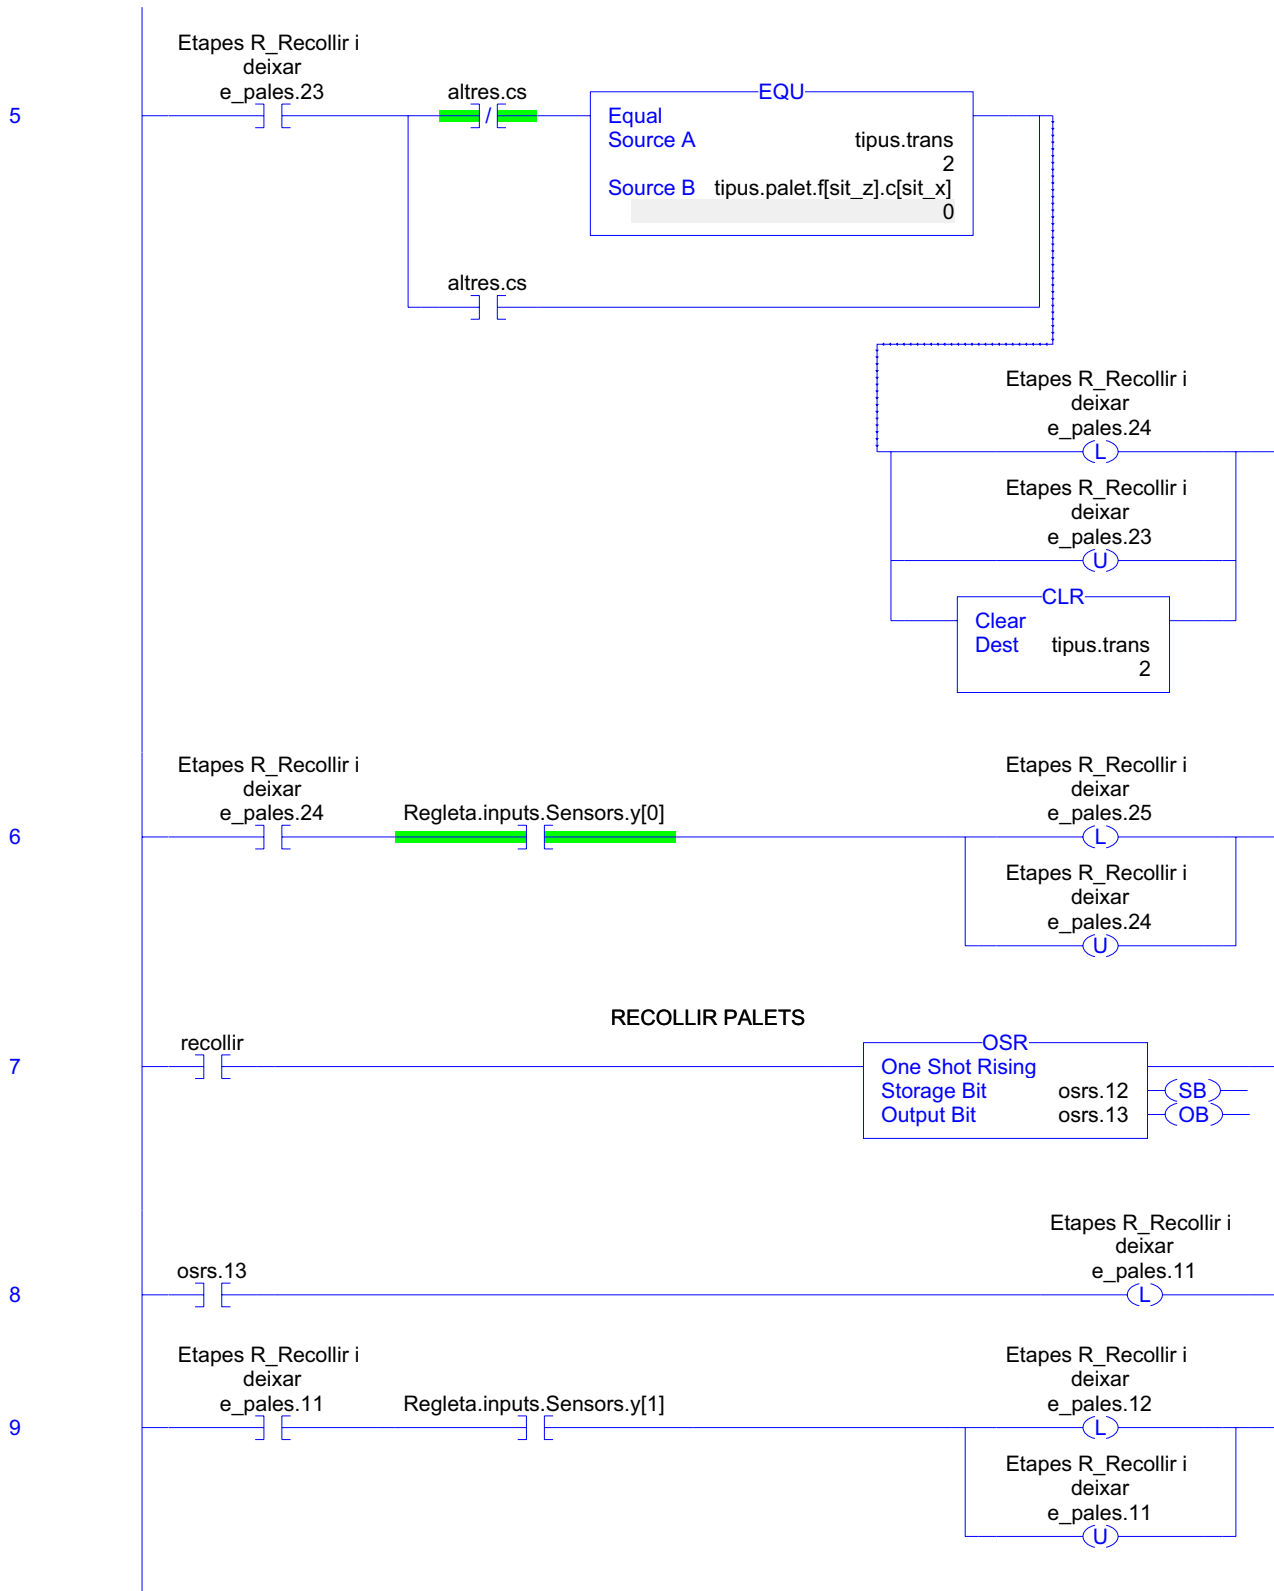 Etapes R_Recollir i
deixar
e_pales.23
altres.cs
EQU
5
/
Equal
Source A
tipus.trans
2
Source B tipus.palet.f[sit_z].c[sit_x]
0
altres.cs
Etapes R_Recollir i
deixar
e_pales.24
L
Etapes R_Recollir i
deixar
e_pales.23
U
CLR
Clear
Dest tipus.trans
2
Etapes R_Recollir i
deixar
e_pales.24
Regleta.inputs.Sensors.y[0]
Etapes R_Recollir i
deixar
e_pales.25
6
L
Etapes R_Recollir i
deixar
e_pales.24
U
RECOLLIR PALETS
recollir
OSR
7
One Shot Rising
Storage Bit osrs.12
SB
Output Bit osrs.13
OB
Etapes R_Recollir i
deixar
e_pales.11
osrs.13
8
L
Etapes R_Recollir i
deixar
e_pales.11
Regleta.inputs.Sensors.y[1]
Etapes R_Recollir i
deixar
e_pales.12
9
L
Etapes R_Recollir i
deixar
e_pales.11
U